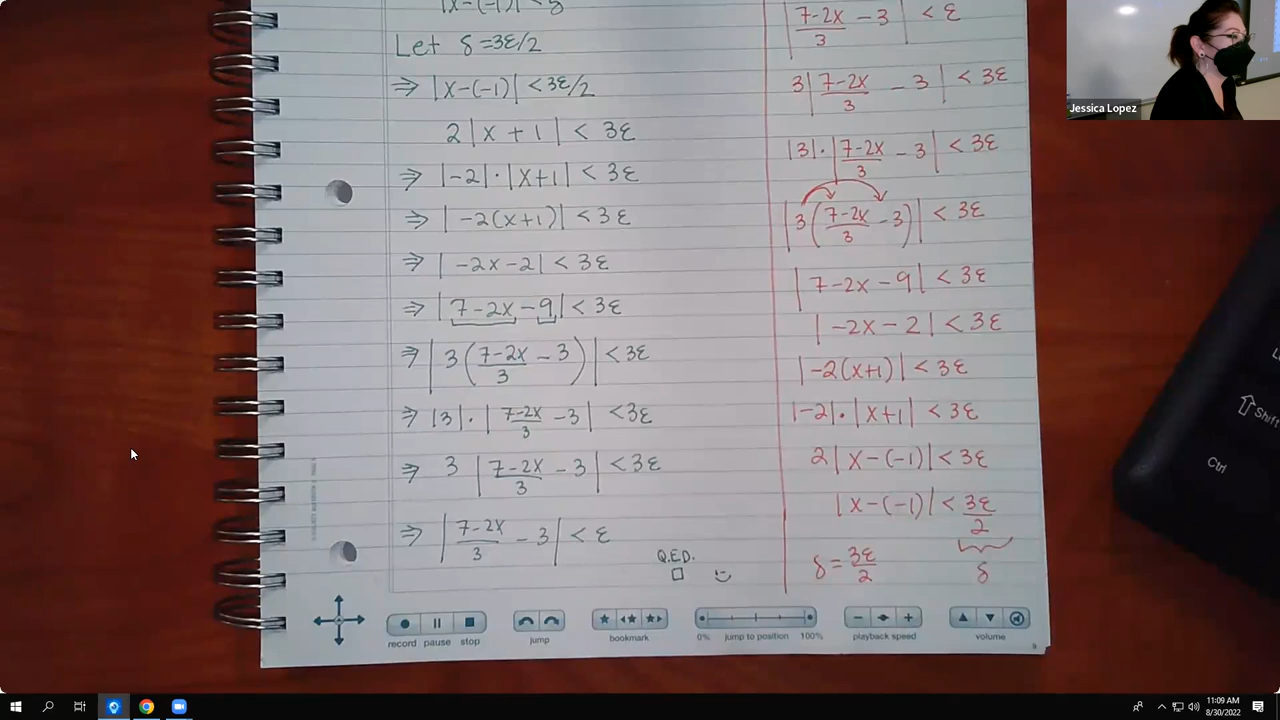 |x-(-1)| < δ
Let δ = 3ε/2
⇒ |x-(-1)| < 3ε/2
2|x+1| < 3ε
⇒ |-2|·|x+1| < 3ε
⇒ |-2(x+1)| < 3ε
⇒ |-2x-2| < 3ε
⇒ |7-2x-9| < 3ε
⇒ |3((7-2x)/3 - 3)| < 3ε
⇒ |3|·|(7-2x)/3 - 3| < 3ε
⇒ 3|(7-2x)/3 - 3| < 3ε
⇒ |(7-2x)/3 - 3| < ε
Q.E.D.
□
|(7-2x)/3 - 3| < ε
3|(7-2x)/3 - 3| < 3ε
|3|·|(7-2x)/3 - 3| < 3ε
|3((7-2x)/3 - 3)| < 3ε
|7-2x-9| < 3ε
|-2x-2| < 3ε
|-2(x+1)| < 3ε
|-2|·|x+1| < 3ε
2|x-(-1)| < 3ε
|x-(-1)| < 3ε/2
δ = 3ε/2
δ
record pause stop
jump
bookmark
0% jump to position 100%
playback speed
volume
Jessica Lopez
Shift
Ctrl
11:09 AM
8/30/2022